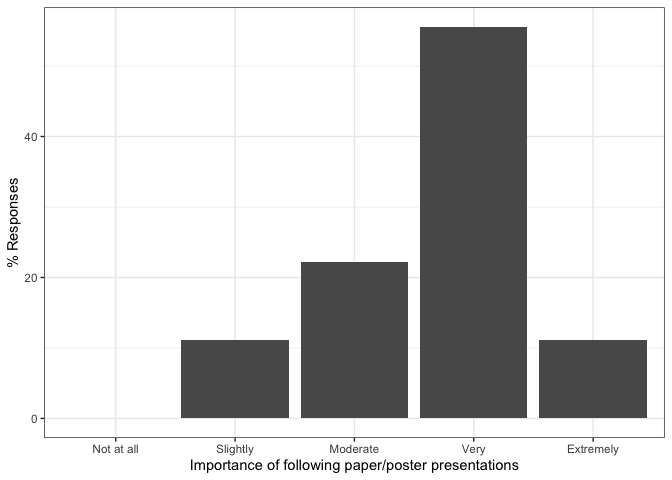 % Responses
40
20
0
Not at all Slightly Moderate Very Extremely
Importance of following paper/poster presentations